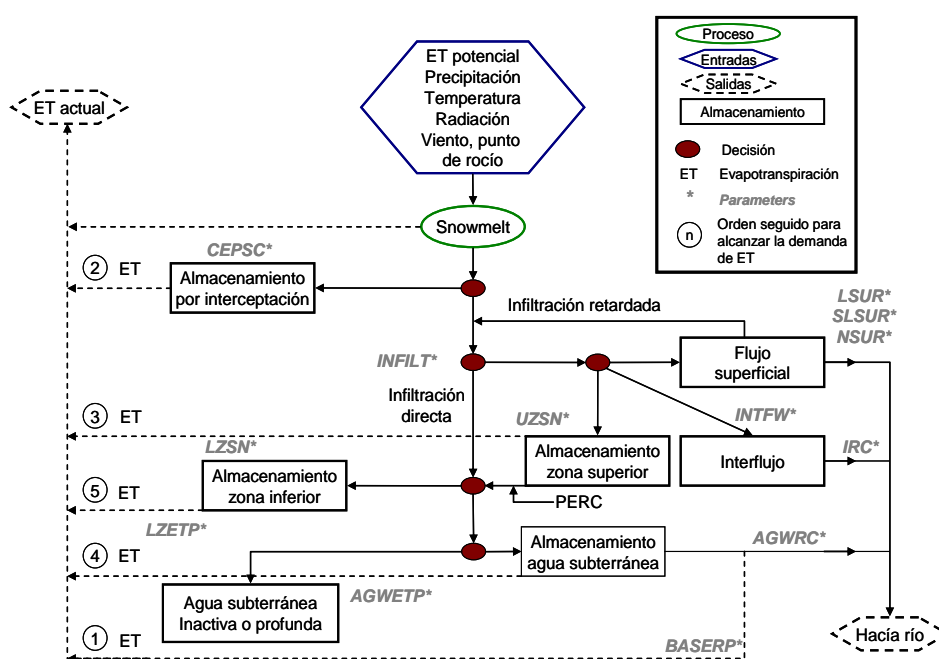 ET potencial
Precipitación
Temperatura
Radiación
Viento, punto
de rocío
Proceso
Entradas
Salidas
Almacenamiento
Decisión
ET Evapotranspiración
* Parameters
n Orden seguido para
alcanzar la demanda
de ET
ET actual
Snowmelt
CEPSC*
2 ET
Almacenamiento
por interceptación
Infiltración retardada
LSUR*
SLSUR*
NSUR*
INFILT*
Flujo
superficial
Infiltración
directa
3 ET
UZSN*
INTFW*
LZSN*
Almacenamiento
zona superior
Interflujo
IRC*
Almacenamiento
zona inferior
5 ET
PERC
LZETP*
4 ET
Almacenamiento
agua subterránea
AGWRC*
AGWETP*
Agua subterránea
Inactiva o profunda
1 ET
BASERP*
Hacía río